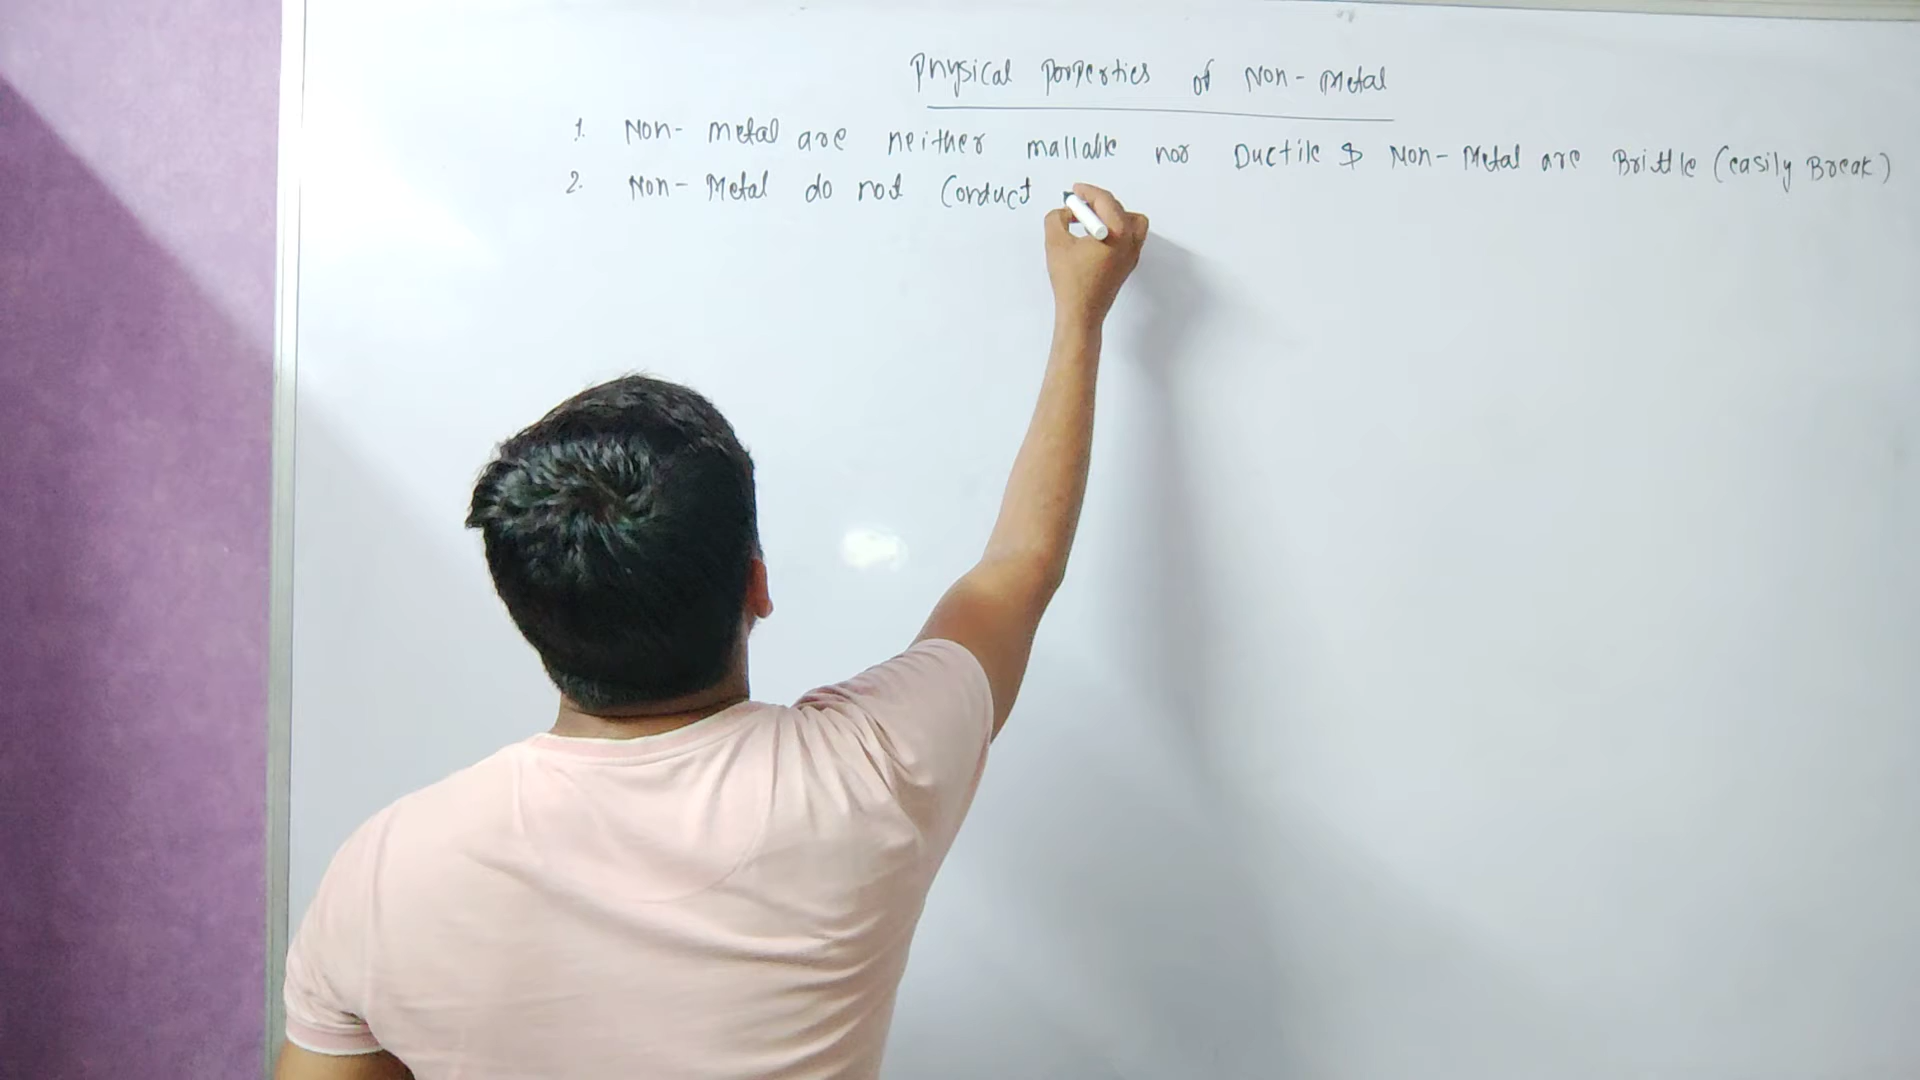 Physical Properties of Non-Metal
1. Non-metal are neither mallable nor Ductile & Non-Metal are Brittle (easily Break)
2. Non-Metal do not Conduct